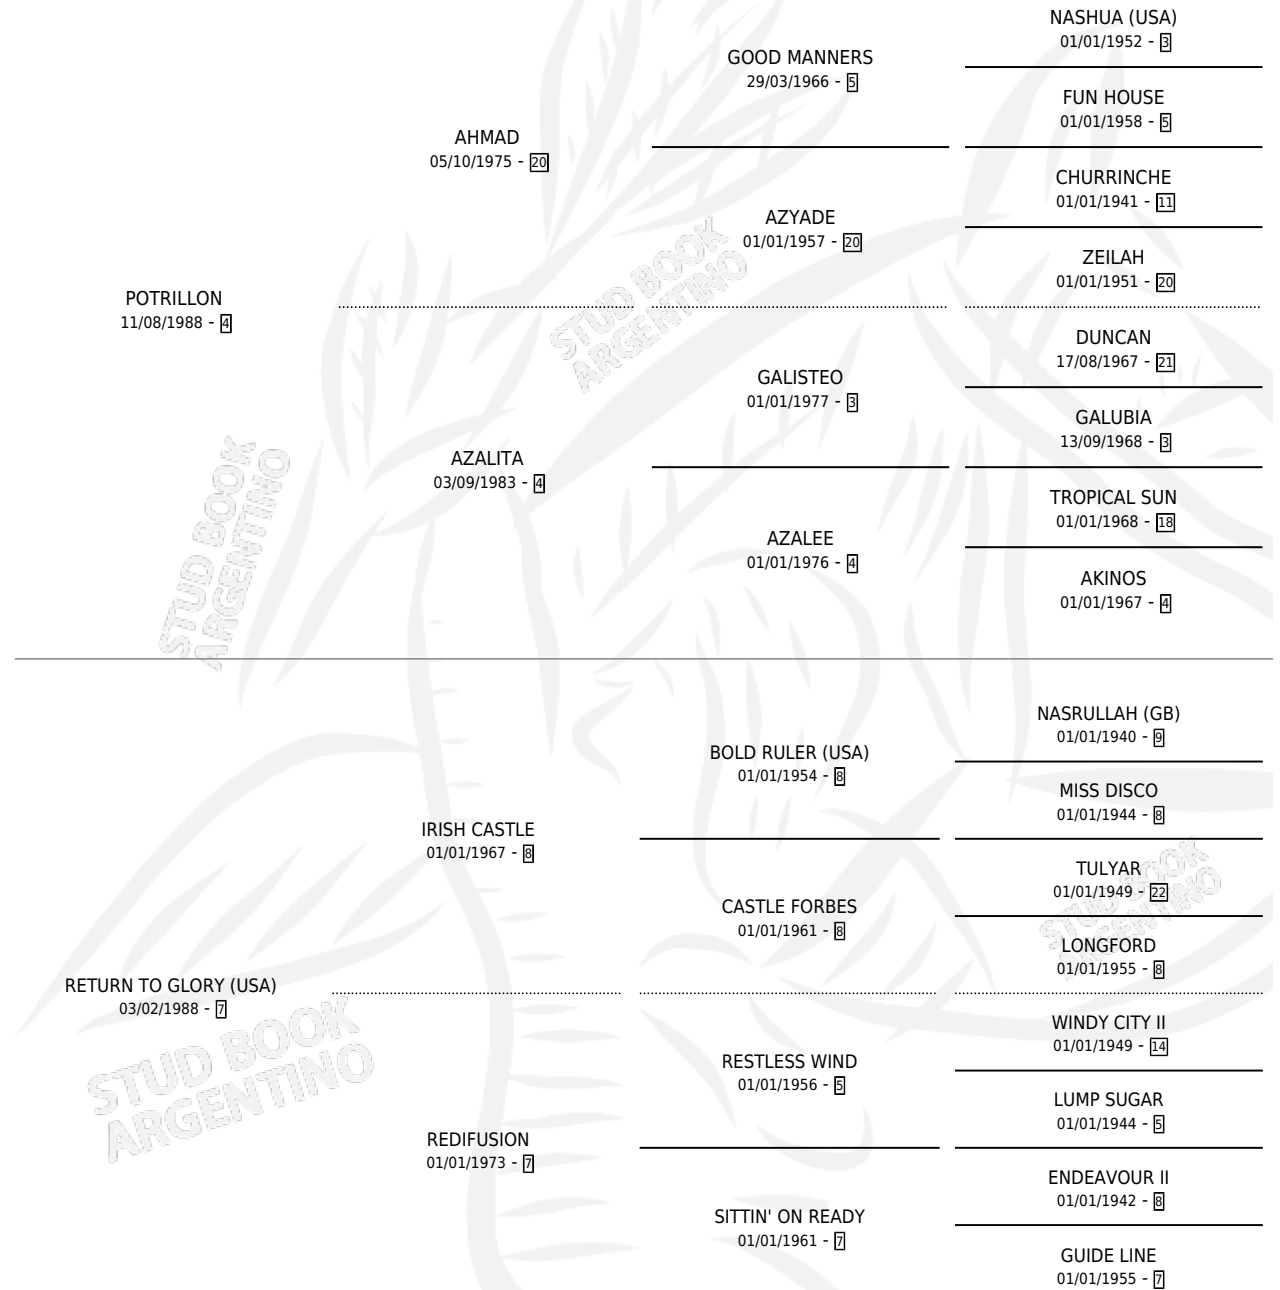 NASHUA (USA)
01/01/1952 - 3
GOOD MANNERS
29/03/1966 - 5
FUN HOUSE
01/01/1958 - 5
AHMAD
05/10/1975 - 20
CHURRINCHE
01/01/1941 - 11
AZYADE
01/01/1957 - 20
ZEILAH
01/01/1951 - 20
POTRILLON
11/08/1988 - 4
STUD BOOK
ARGENTINO
DUNCAN
17/08/1967 - 21
GALISTEO
01/01/1977 - 3
GALUBIA
13/09/1968 - 3
AZALITA
03/09/1983 - 4
TROPICAL SUN
01/01/1968 - 18
AZALEE
01/01/1976 - 4
AKINOS
01/01/1967 - 4
STUD BOOK
ARGENTINO
NASRULLAH (GB)
01/01/1940 - 9
BOLD RULER (USA)
01/01/1954 - 8
MISS DISCO
01/01/1944 - 8
IRISH CASTLE
01/01/1967 - 8
TULYAR
01/01/1949 - 22
CASTLE FORBES
01/01/1961 - 8
STUD BOOK
ARGENTINO
LONGFORD
01/01/1955 - 8
RETURN TO GLORY (USA)
03/02/1988 - 7
WINDY CITY II
01/01/1949 - 14
RESTLESS WIND
01/01/1956 - 5
STUD BOOK
ARGENTINO
LUMP SUGAR
01/01/1944 - 5
REDIFUSION
01/01/1973 - 7
ENDEAVOUR II
01/01/1942 - 8
SITTIN' ON READY
01/01/1961 - 7
GUIDE LINE
01/01/1955 - 7